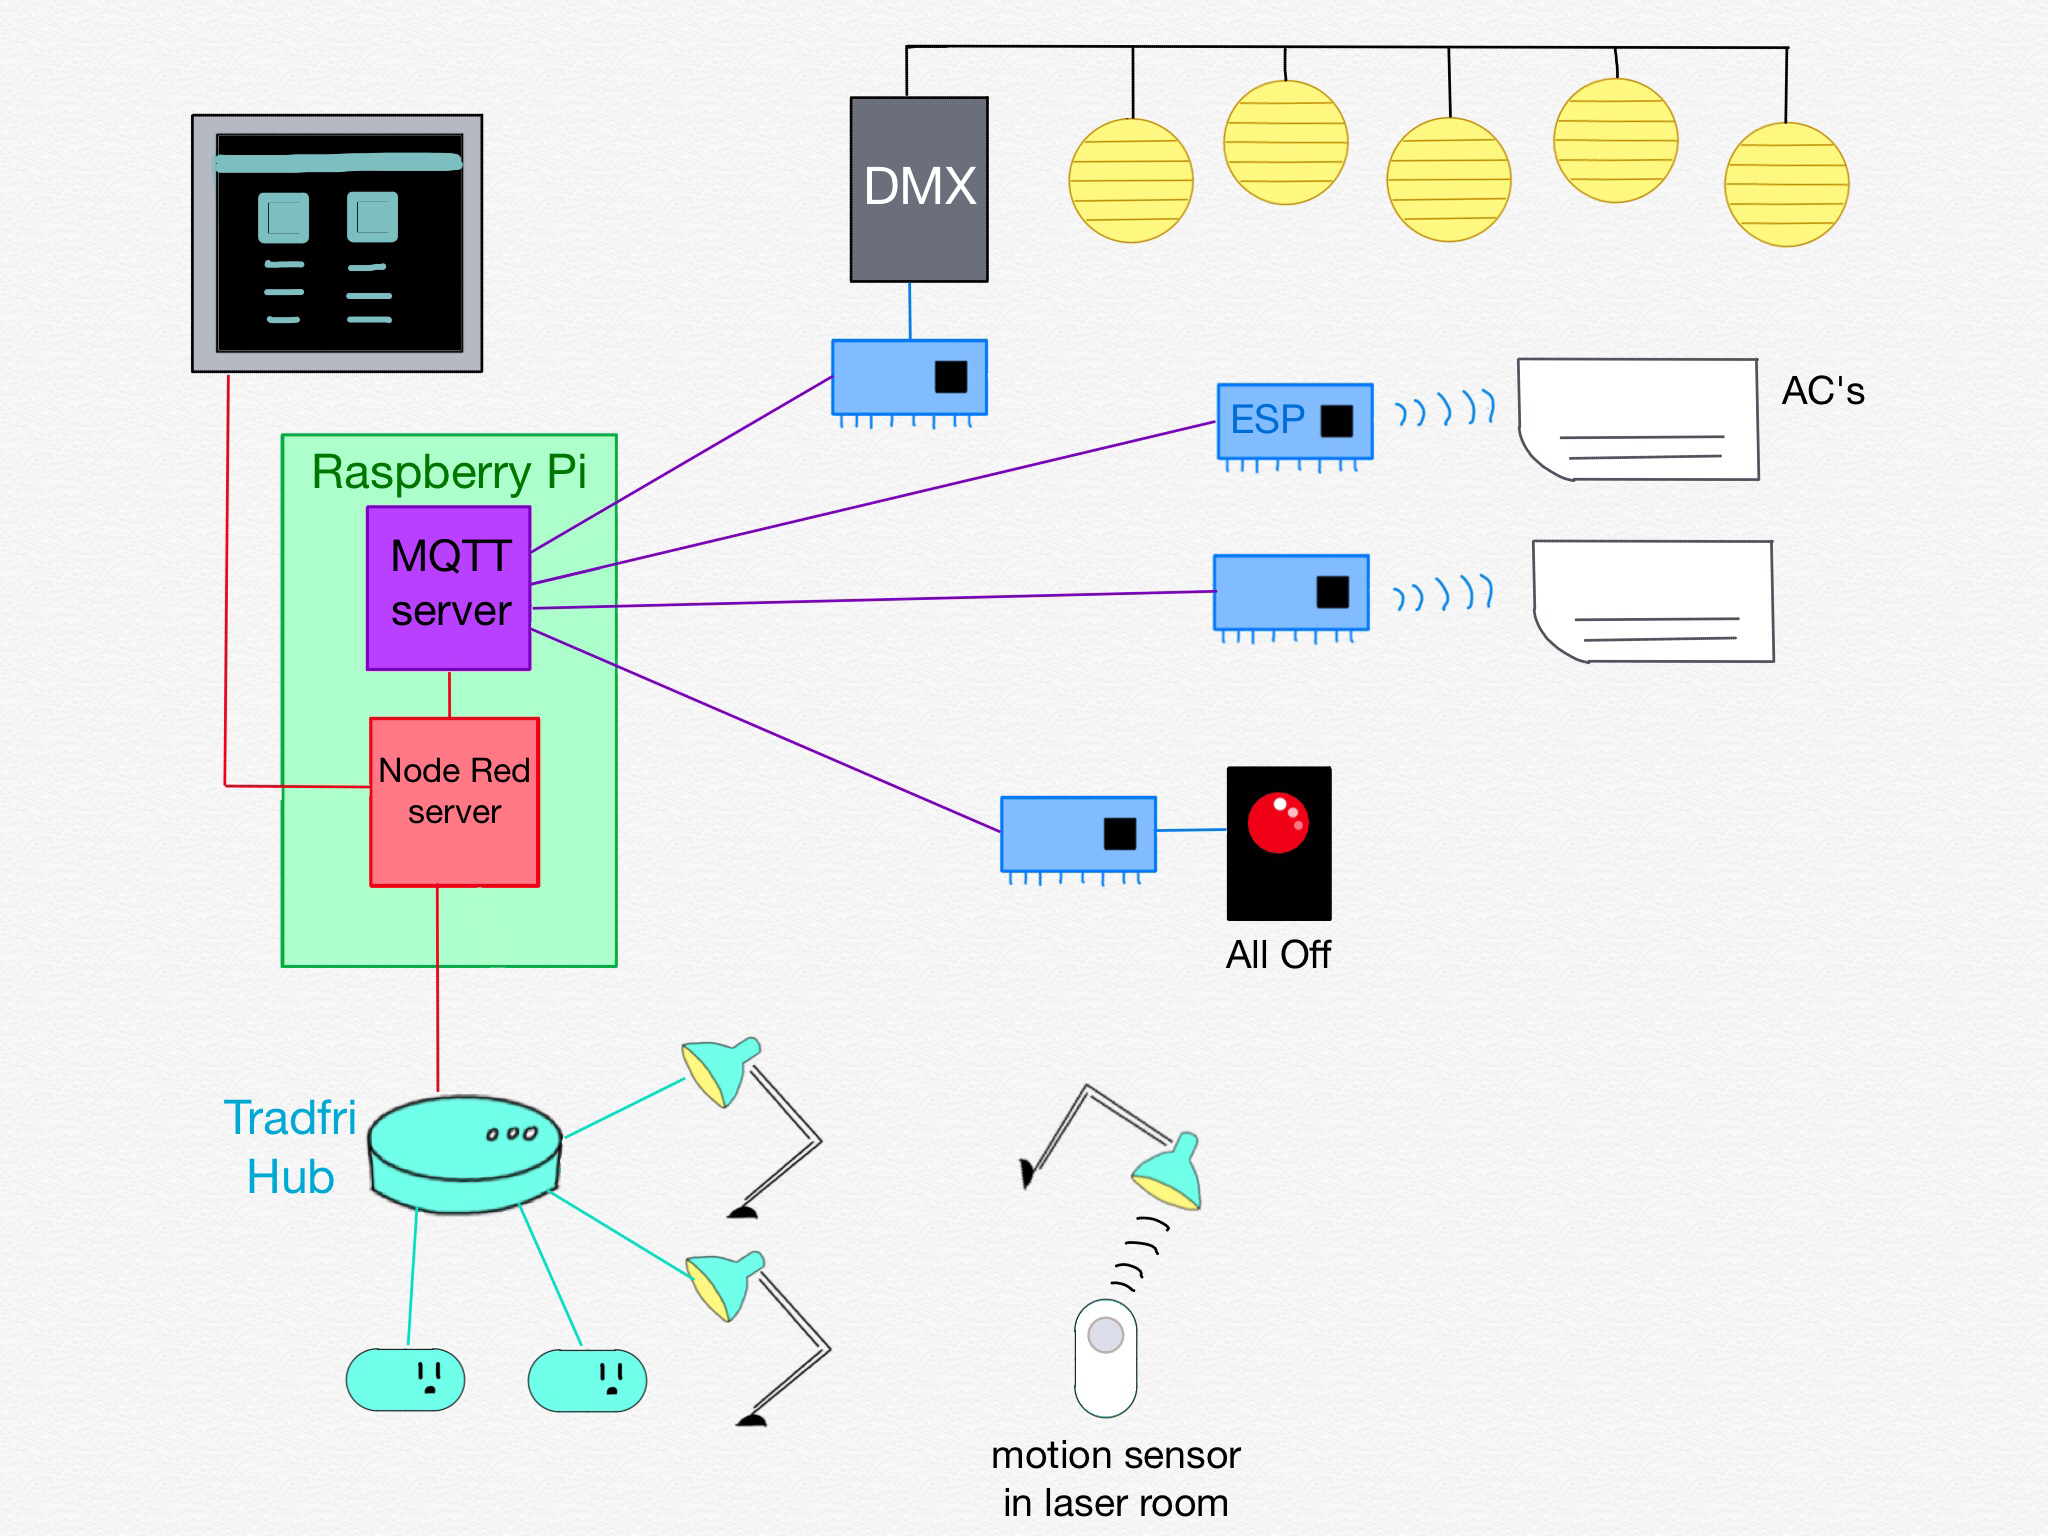 DMX
AC's
ESP
Raspberry Pi
MQTT
server
Node Red
server
All Off
Tradfri
Hub
motion sensor
in laser room